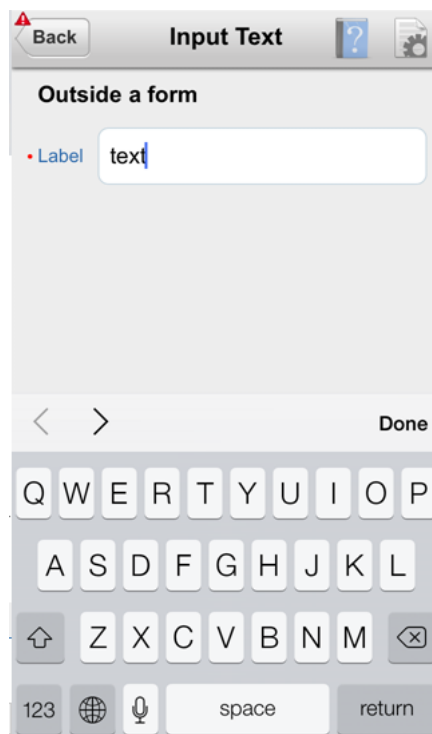 Back Input Text ?
Outside a form
• Label text
Done
Q W E R T Y U I O P
A S D F G H J K L
Z X C V B N M
123 space return